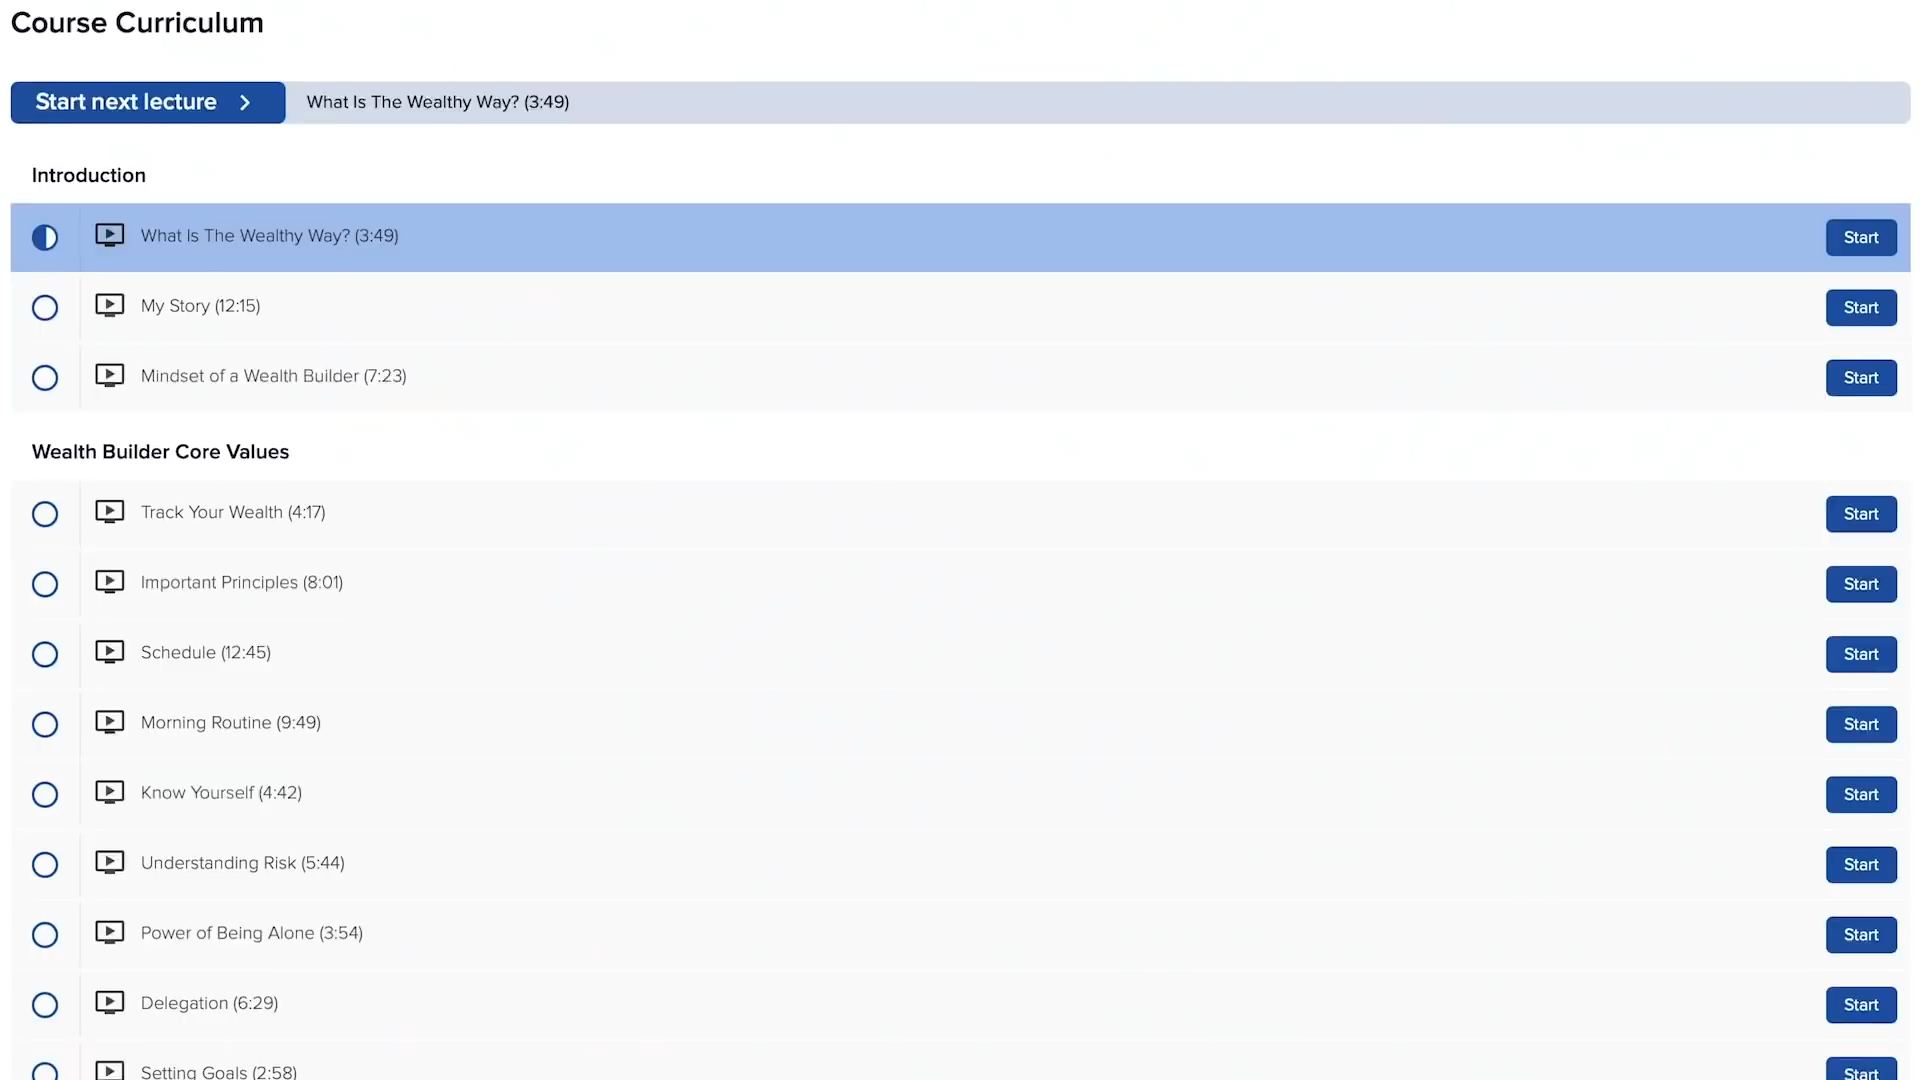 Course Curriculum
Start next lecture What Is The Wealthy Way? (3:49)
Introduction
What Is The Wealthy Way? (3:49) Start
My Story (12:15) Start
Mindset of a Wealth Builder (7:23) Start
Wealth Builder Core Values
Track Your Wealth (4:17) Start
Important Principles (8:01) Start
Schedule (12:45) Start
Morning Routine (9:49) Start
Know Yourself (4:42) Start
Understanding Risk (5:44) Start
Power of Being Alone (3:54) Start
Delegation (6:29) Start
Setting Goals (2:58) Start